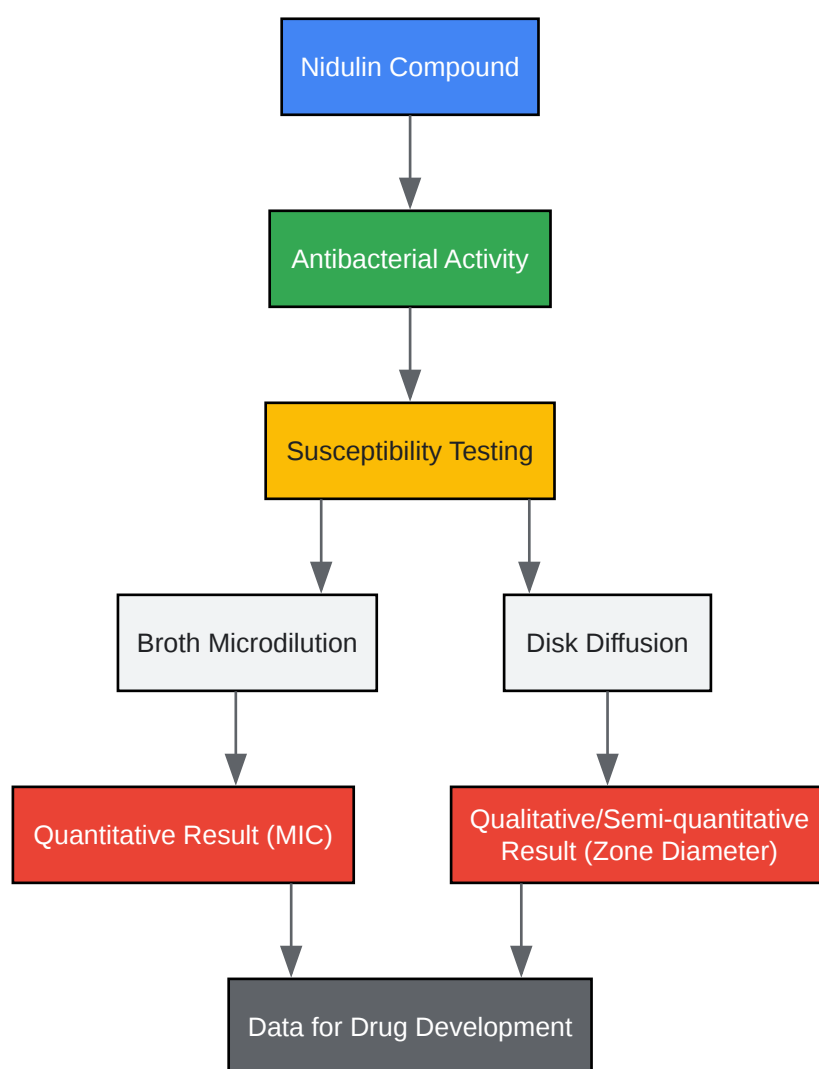 Nidulin Compound
Antibacterial Activity
Susceptibility Testing
Broth Microdilution
Disk Diffusion
Quantitative Result (MIC)
Qualitative/Semi-quantitative
Result (Zone Diameter)
Data for Drug Development